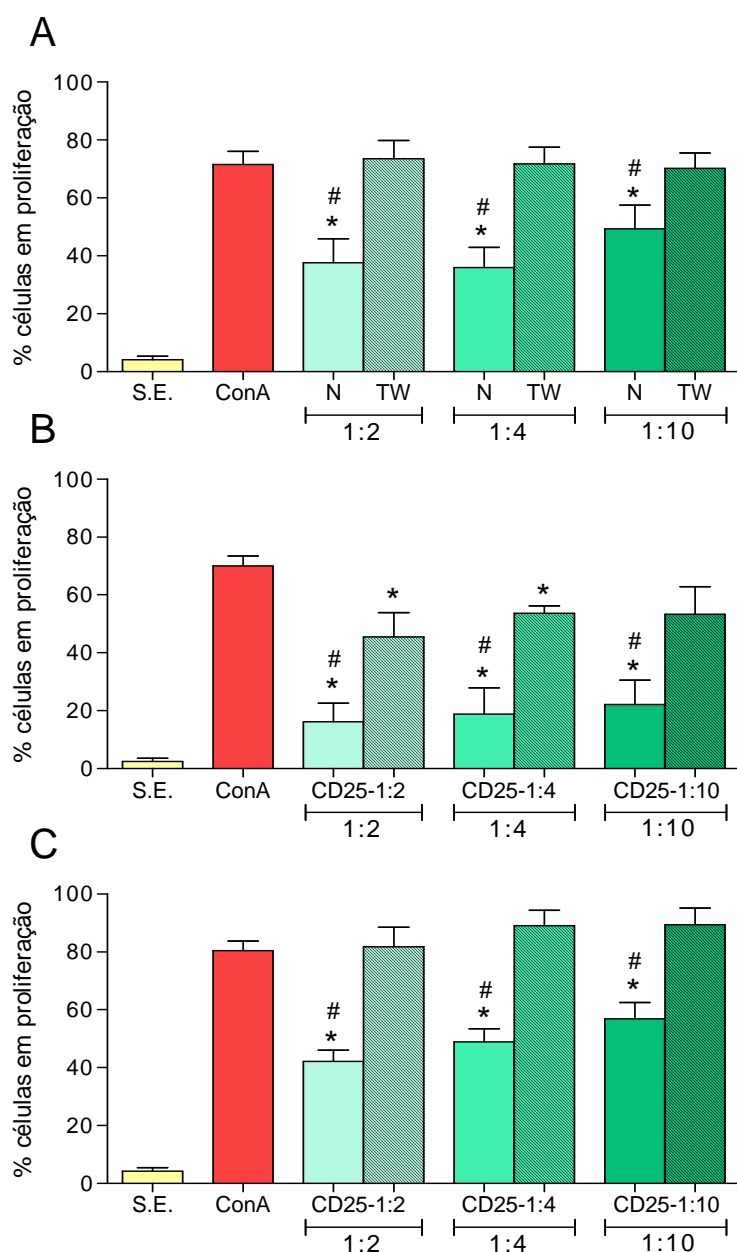 A
% células em proliferação
100
80
60
40
20
0
# # #
* * *
S.E. ConA N TW N TW N TW
1:2 1:4 1:10
B
% células em proliferação
100
80
60
40
20
0
* *
# # #
* * *
S.E. ConA CD25-1:2 CD25-1:4 CD25-1:10
1:2 1:4 1:10
C
% células em proliferação
100
80
60
40
20
0
# # #
* * *
S.E. ConA CD25-1:2 CD25-1:4 CD25-1:10
1:2 1:4 1:10